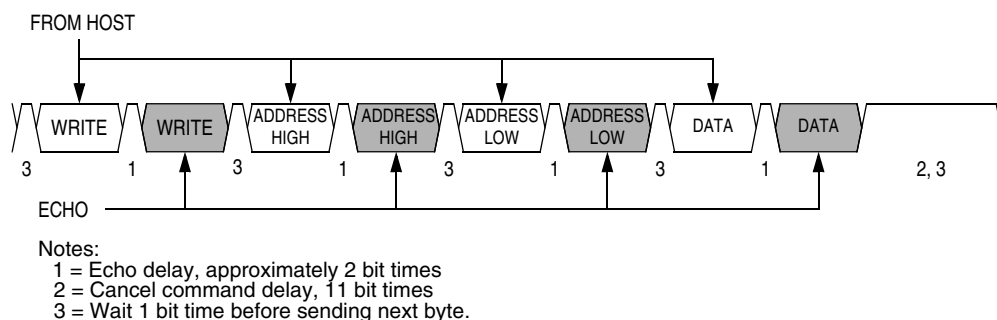 FROM HOST
WRITE WRITE ADDRESS HIGH ADDRESS HIGH ADDRESS LOW ADDRESS LOW DATA DATA
3 1 3 1 3 1 3 1 2, 3
ECHO
Notes:
1 = Echo delay, approximately 2 bit times
2 = Cancel command delay, 11 bit times
3 = Wait 1 bit time before sending next byte.